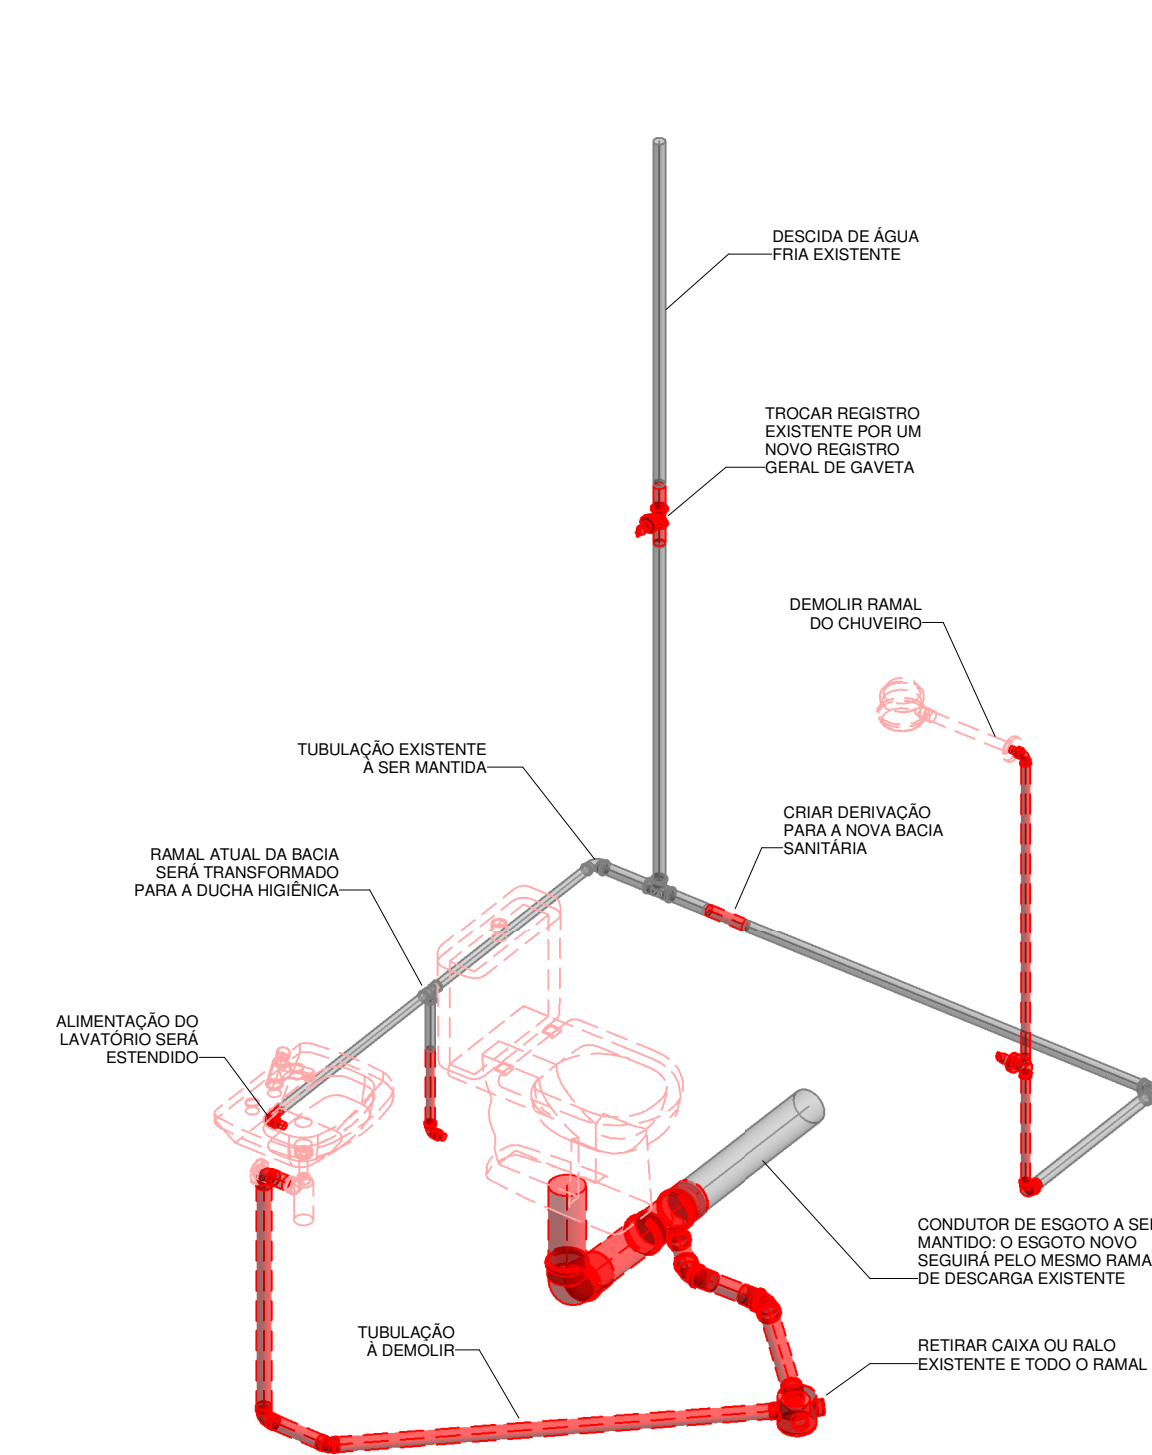 DESCIDA DE ÁGUA
FRIA EXISTENTE
TROCAR REGISTRO
EXISTENTE POR UM
NOVO REGISTRO
GERAL DE GAVETA
DEMOLIR RAMAL
DO CHUVEIRO
TUBULAÇÃO EXISTENTE
À SER MANTIDA
CRIAR DERIVAÇÃO
PARA A NOVA BACIA
SANITÁRIA
RAMAL ATUAL DA BACIA
SERÁ TRANSFORMADO
PARA A DUCHA HIGIÊNICA
ALIMENTAÇÃO DO
LAVATÓRIO SERÁ
ESTENDIDO
CONDUTOR DE ESGOTO A SE
MANTIDO: O ESGOTO NOVO
SEGUIRÁ PELO MESMO RAMA
DE DESCARGA EXISTENTE
TUBULAÇÃO
À DEMOLIR
RETIRAR CAIXA OU RALO
EXISTENTE E TODO O RAMAL